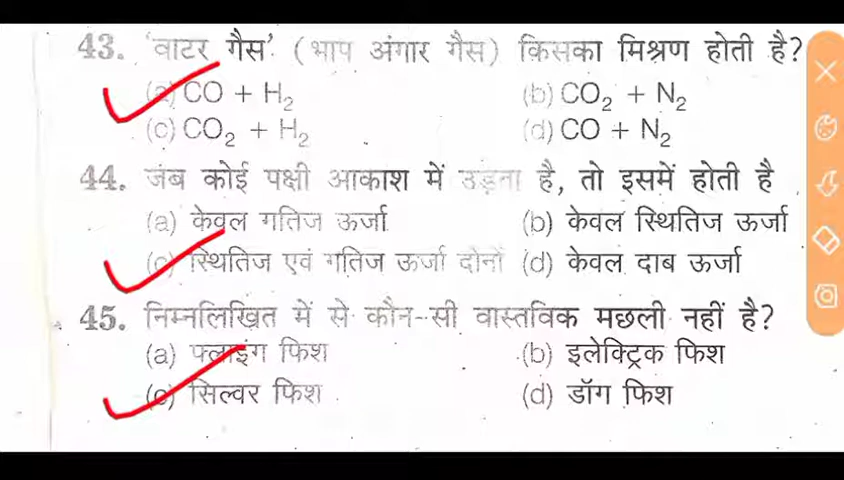 43. 'वाटर गैस' (भाप अंगार गैस) किसका मिश्रण होती है?
(a) CO + H₂ (b) CO₂ + N₂
(c) CO₂ + H₂ (d) CO + N₂
44. जब कोई पक्षी आकाश में उड़ता है, तो इसमें होती है
(a) केवल गतिज ऊर्जा (b) केवल स्थितिज ऊर्जा
(c) स्थितिज एवं गतिज ऊर्जा दोनों (d) केवल दाब ऊर्जा
45. निम्नलिखित में से कौन-सी वास्तविक मछली नहीं है?
(a) फ्लाइंग फिश (b) इलेक्ट्रिक फिश
(c) सिल्वर फिश (d) डॉग फिश